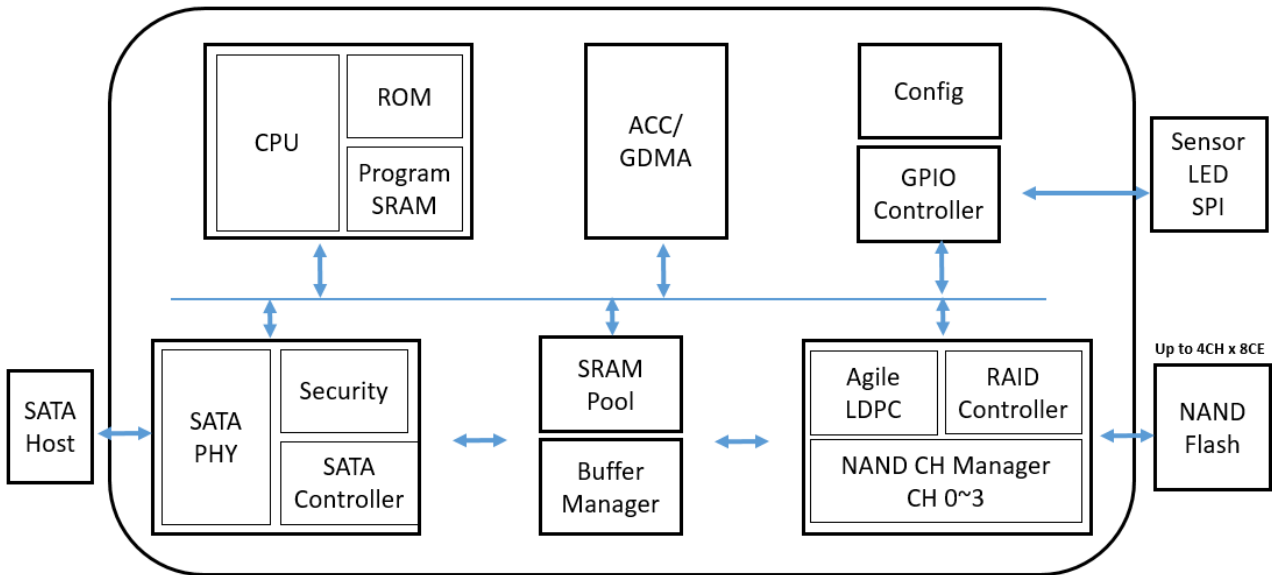 CPU
ROM
Program
SRAM
ACC/
GDMA
Config
GPIO
Controller
Sensor
LED
SPI
SATA
Host
SATA
PHY
Security
SATA
Controller
SRAM
Pool
Buffer
Manager
Agile
LDPC
RAID
Controller
NAND CH Manager
CH 0~3
Up to 4CH x 8CE
NAND
Flash